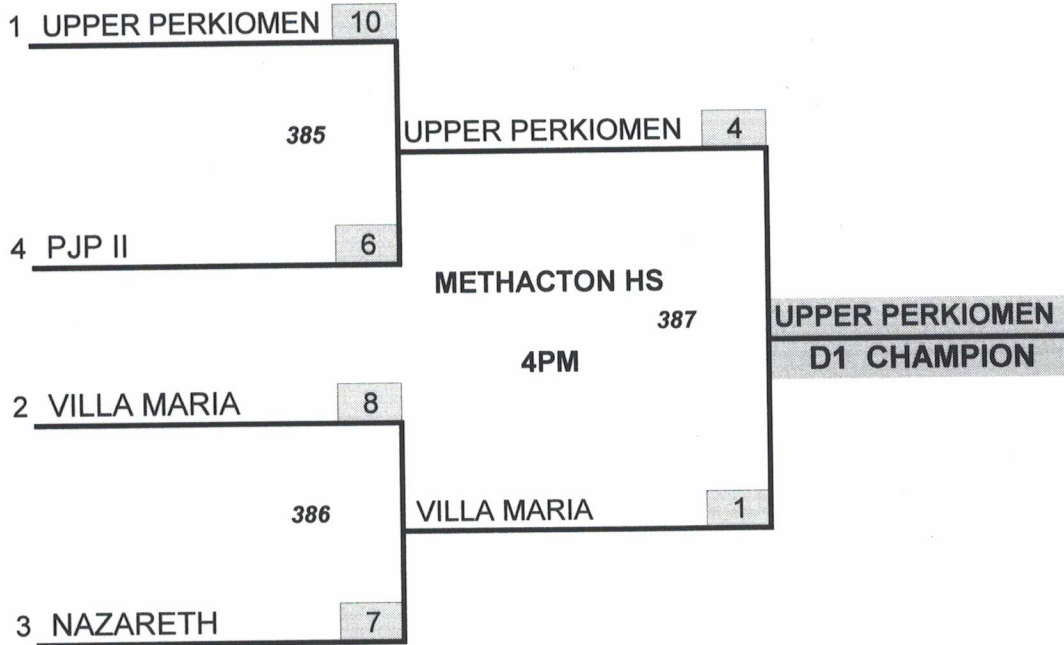 1 UPPER PERKIOMEN 10
385
UPPER PERKIOMEN 4
4 PJP II 6
METHACTON HS
387
4PM
UPPER PERKIOMEN
D1 CHAMPION
2 VILLA MARIA 8
386
VILLA MARIA 1
3 NAZARETH 7